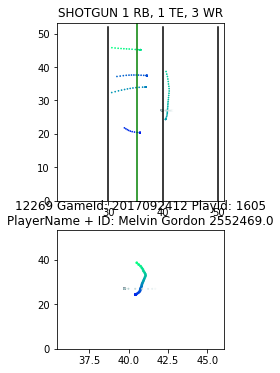 SHOTGUN 1 RB, 1 TE, 3 WR
50
40
30
20
10
0
30 40 50
12269 GameId: 2017092412 PlayId: 1605
PlayerName + ID: Melvin Gordon 2552469.0
40
20
0
37.5 40.0 42.5 45.0